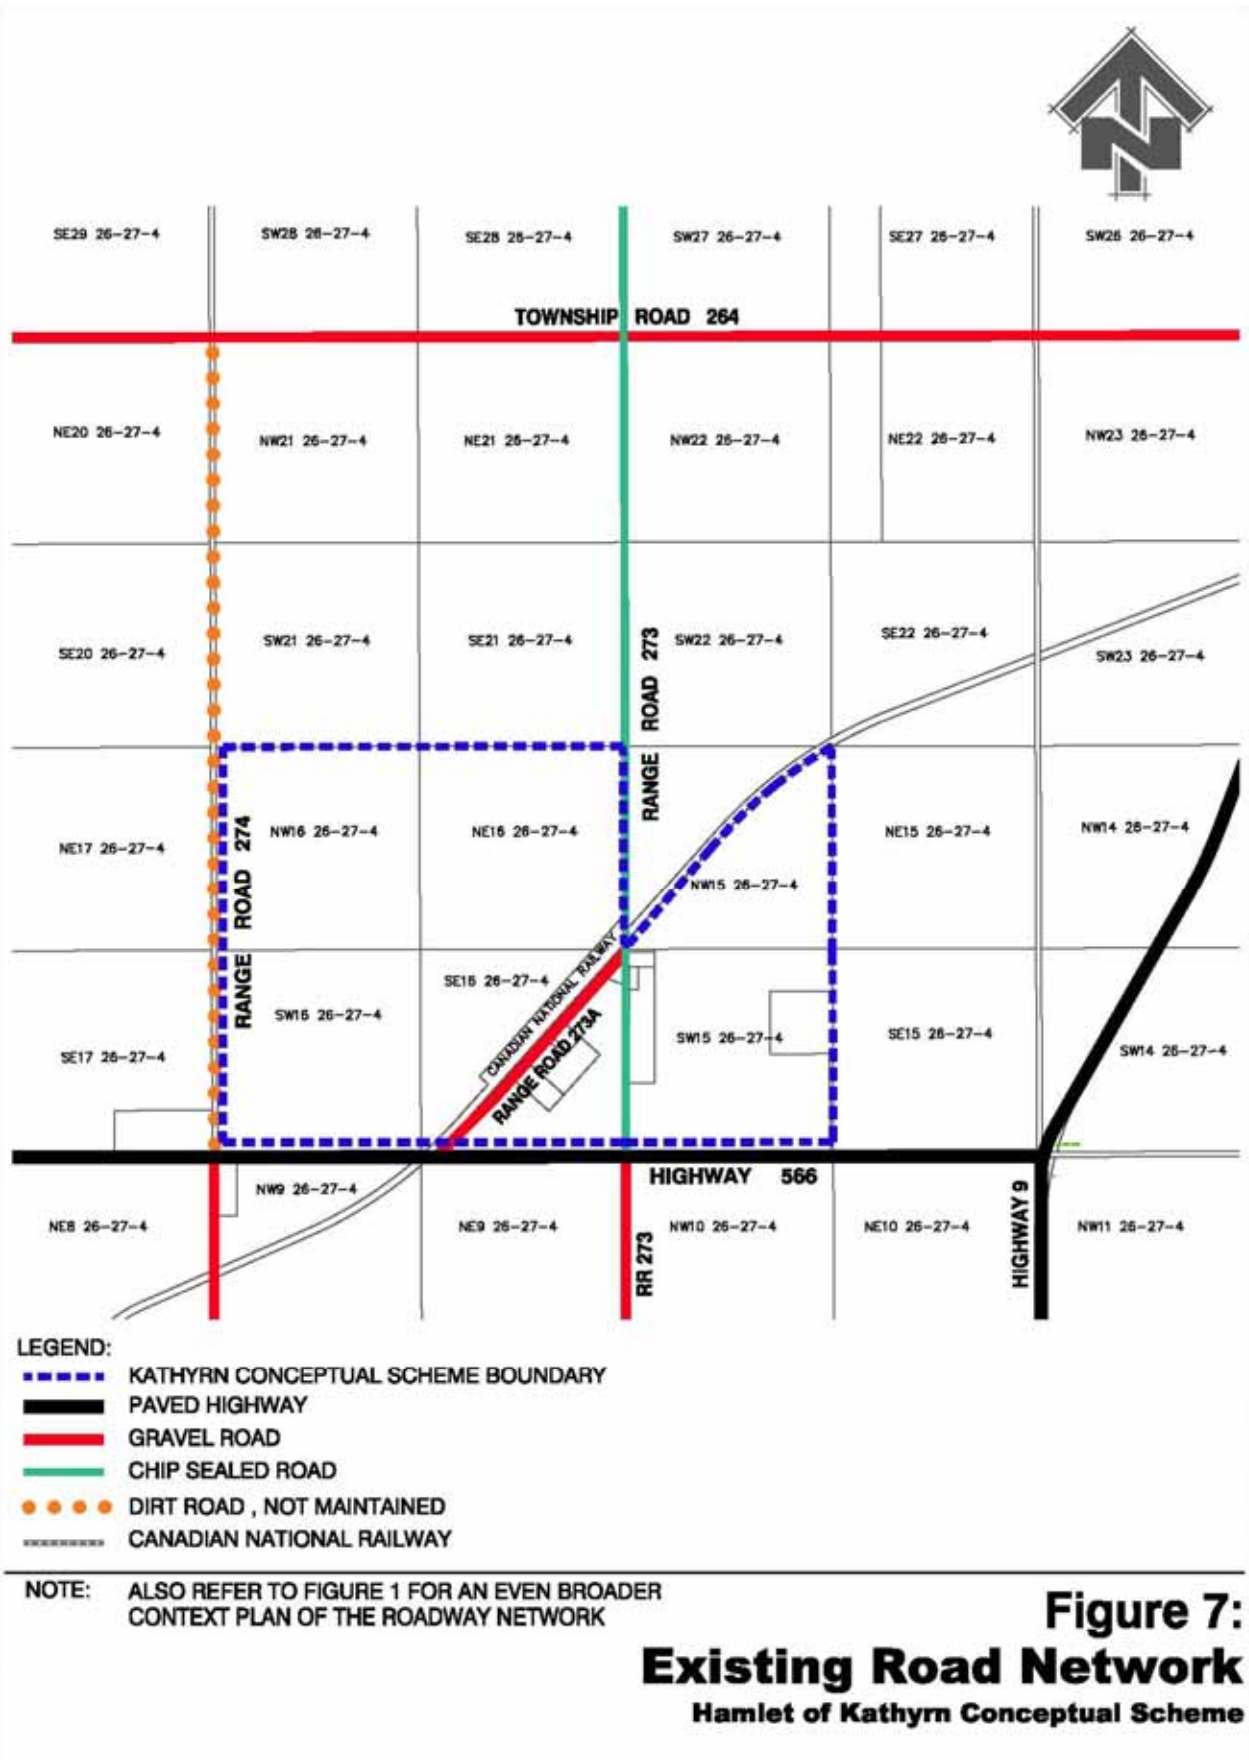 N
SE29 26-27-4
SW28 26-27-4
SE28 26-27-4
SW27 26-27-4
SE27 26-27-4
SW26 26-27-4
TOWNSHIP ROAD 264
NE20 26-27-4
NW21 26-27-4
NE21 26-27-4
NW22 26-27-4
NE22 26-27-4
NW23 26-27-4
SE20 26-27-4
SW21 26-27-4
SE21 26-27-4
RANGE ROAD 273
SW22 26-27-4
SE22 26-27-4
SW23 26-27-4
NE17 26-27-4
RANGE ROAD 274
NW16 26-27-4
NE16 26-27-4
NW15 26-27-4
NE15 26-27-4
NW14 26-27-4
SE17 26-27-4
SW16 26-27-4
SE16 26-27-4
CANADIAN NATIONAL RAILWAY
RANGE ROAD 273A
SW15 26-27-4
SE15 26-27-4
SW14 26-27-4
HIGHWAY 566
NE8 26-27-4
NW9 26-27-4
NE9 26-27-4
RR 273
NW10 26-27-4
NE10 26-27-4
HIGHWAY 9
NW11 26-27-4
LEGEND:
KATHYRN CONCEPTUAL SCHEME BOUNDARY
PAVED HIGHWAY
GRAVEL ROAD
CHIP SEALED ROAD
DIRT ROAD , NOT MAINTAINED
CANADIAN NATIONAL RAILWAY
NOTE: ALSO REFER TO FIGURE 1 FOR AN EVEN BROADER
CONTEXT PLAN OF THE ROADWAY NETWORK
Figure 7:
Existing Road Network
Hamlet of Kathyrn Conceptual Scheme